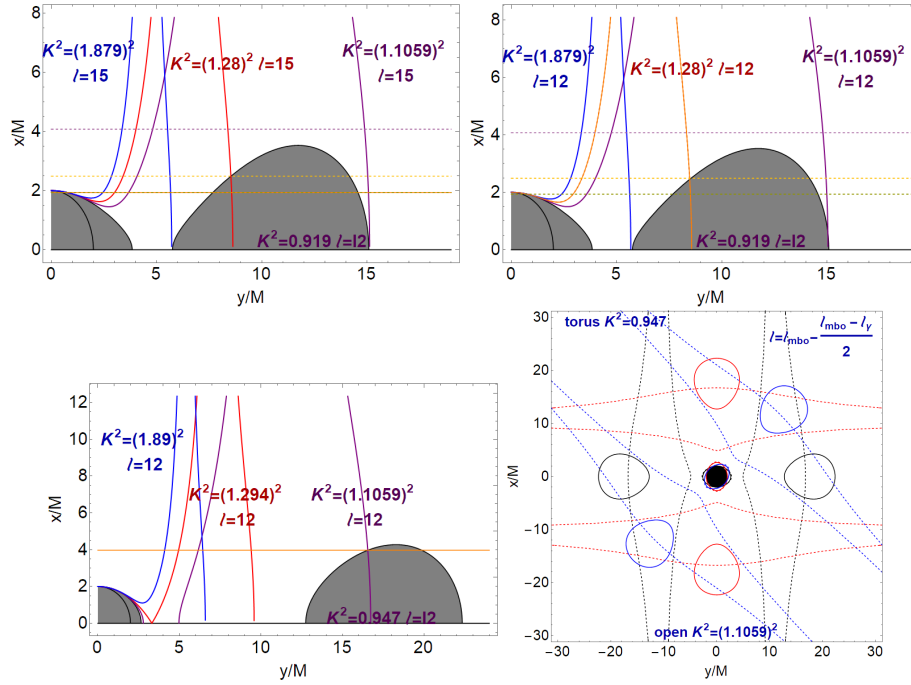 K²=(1.879)²
ℓ=15
K²=(1.28)² ℓ=15
K²=(1.1059)²
ℓ=15
K²=0.919 ℓ=l2
x/M
0
2
4
6
8
0 5 10 15
y/M
K²=(1.879)²
ℓ=12
K²=(1.28)² ℓ=12
K²=(1.1059)²
ℓ=12
K²=0.919 ℓ=l2
x/M
0
2
4
6
8
0 5 10 15
y/M
K²=(1.89)²
ℓ=12
K²=(1.294)²
ℓ=12
K²=(1.1059)²
ℓ=12
K²=0.947 ℓ=l2
x/M
0
2
4
6
8
10
12
0 5 10 15 20
y/M
torus K²=0.947
ℓ=ℓmbo- (ℓmbo-ℓγ)/2
open K²=(1.1059)²
x/M
30
20
10
0
-10
-20
-30
-30 -20 -10 0 10 20 30
y/M